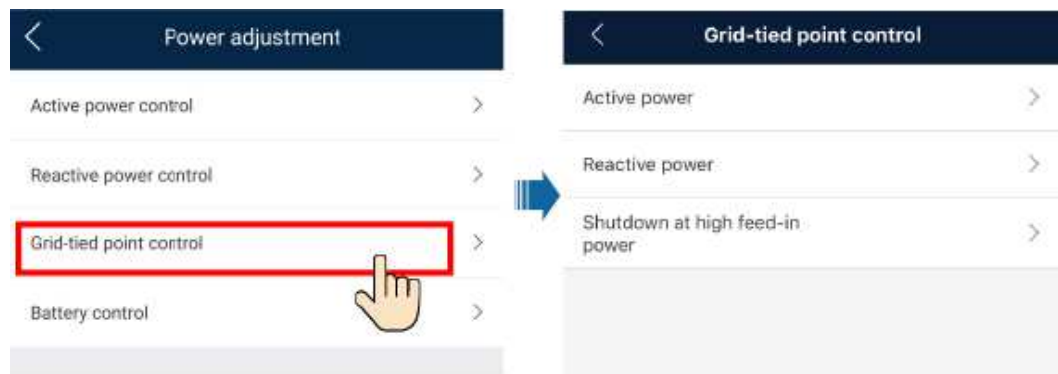 Power adjustment
Active power control
Reactive power control
Grid-tied point control
Battery control
Grid-tied point control
Active power
Reactive power
Shutdown at high feed-in
power